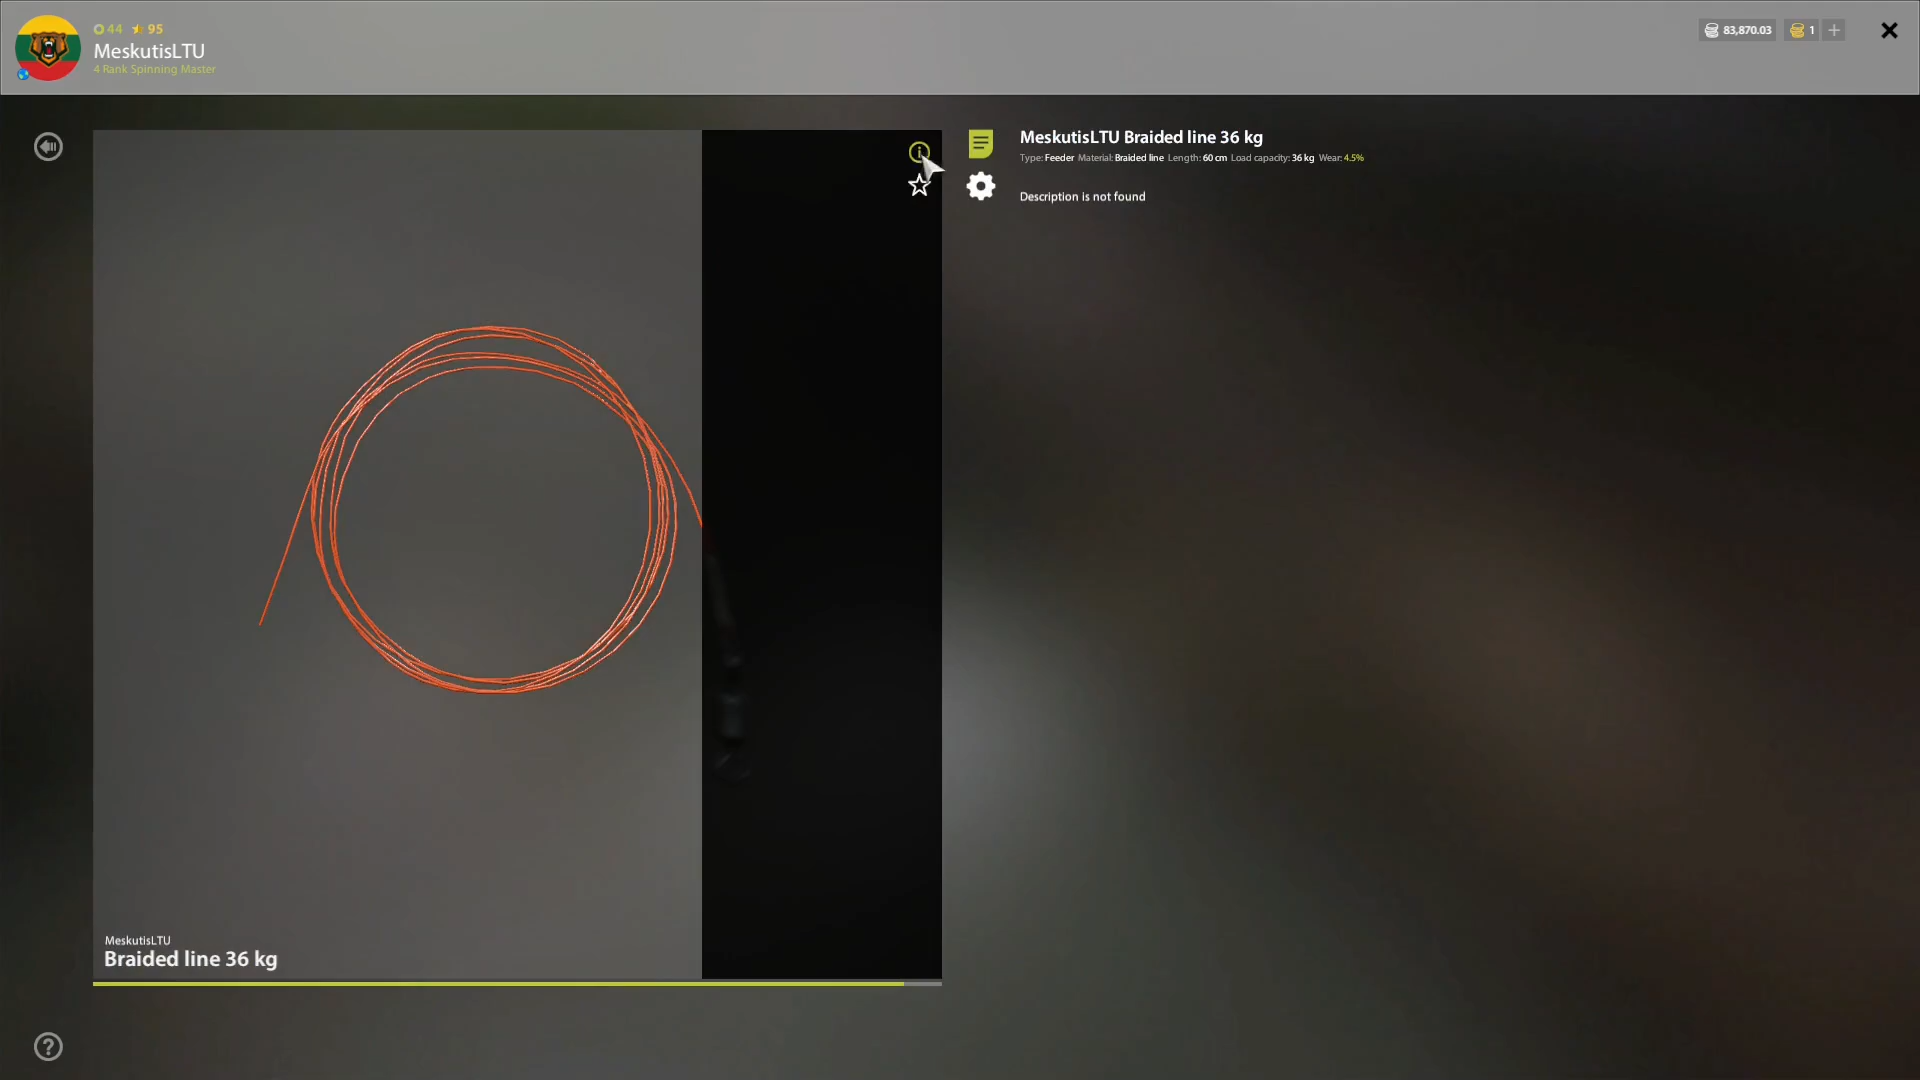 44 95
MeskutisLTU
4 Rank Spinning Master
83,870.03 1 +
MeskutisLTU Braided line 36 kg
Type: Feeder Material: Braided line Length: 60 cm Load capacity: 36 kg Wear: 4.5%
Description is not found
MeskutisLTU
Braided line 36 kg
?